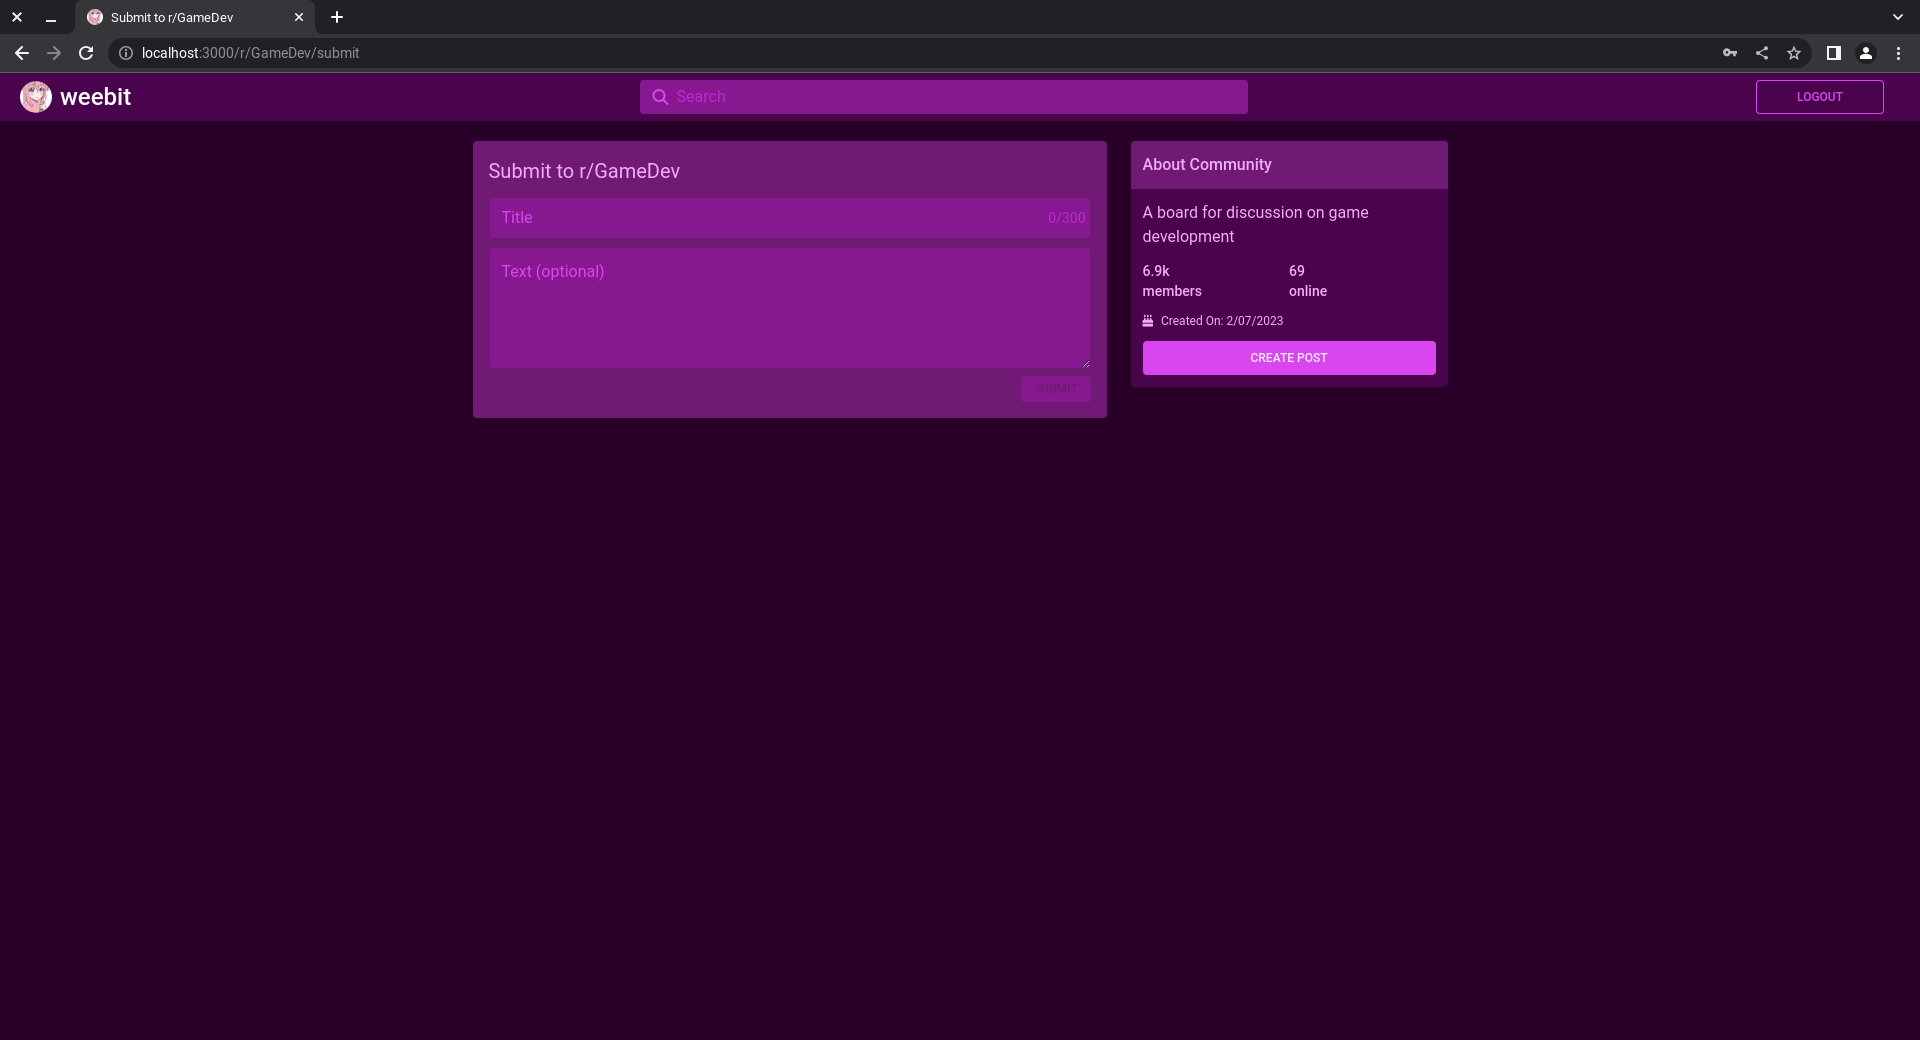 Submit to r/GameDev
localhost:3000/r/GameDev/submit
weebit
Search
LOGOUT
Submit to r/GameDev
Title
0/300
Text (optional)
SUBMIT
About Community
A board for discussion on game
development
6.9k
69
members
online
Created On: 2/07/2023
CREATE POST